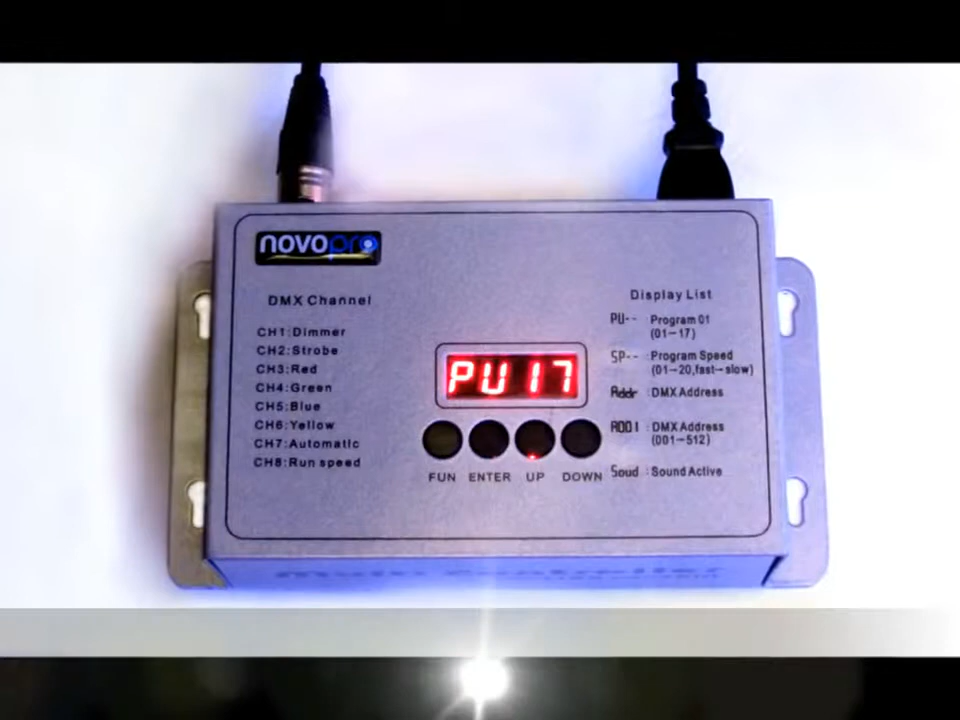 novopro
DMX Channel
CH1:Dimmer
CH2:Strobe
CH3:Red
CH4:Green
CH5:Blue
CH6:Yellow
CH7:Automatic
CH8:Run speed
PU17
FUN ENTER UP DOWN
Display List
PU-- : Program 01
(01-17)
SP-- : Program Speed
(01-20,fast-slow)
Addr : DMX Address
A001 : DMX Address
(001-512)
Soud : Sound Active
Controller